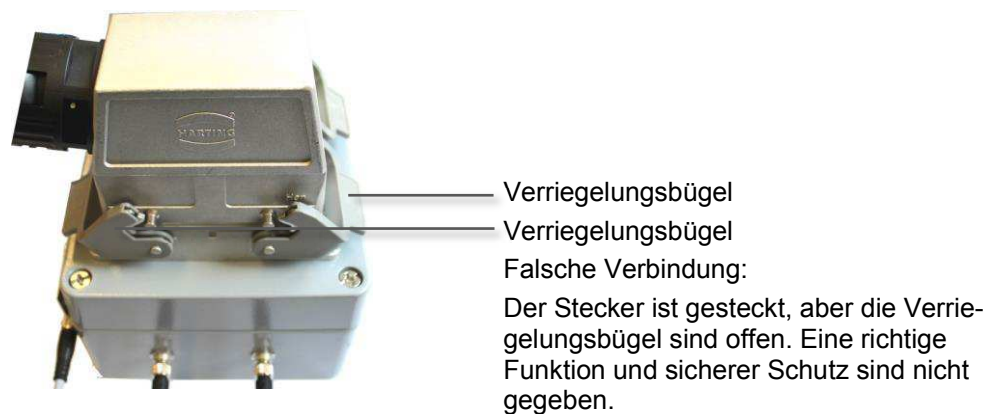 HARTING
Verriegelungsbügel
Verriegelungsbügel
Falsche Verbindung:
Der Stecker ist gesteckt, aber die Verrie-
gelungsbügel sind offen. Eine richtige
Funktion und sicherer Schutz sind nicht
gegeben.